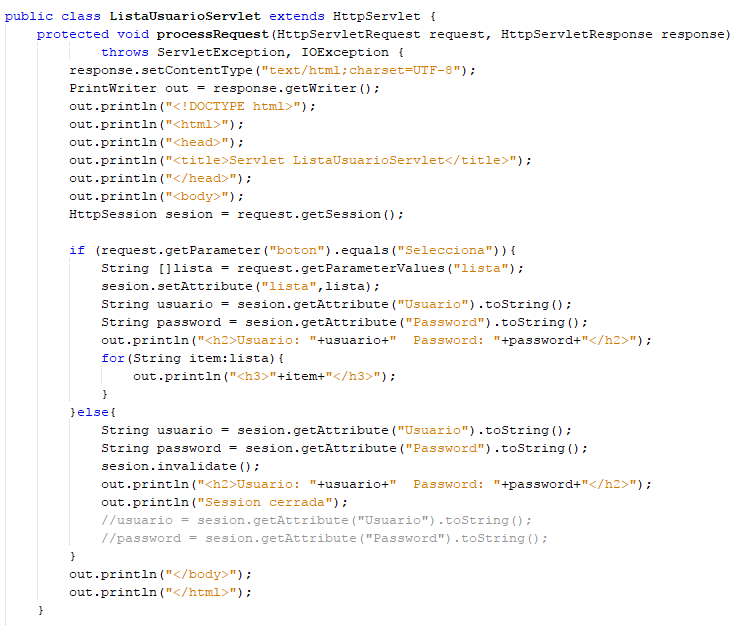 public class ListaUsuarioServlet extends HttpServlet {
    protected void processRequest(HttpServletRequest request, HttpServletResponse response)
            throws ServletException, IOException {
        response.setContentType("text/html;charset=UTF-8");
        PrintWriter out = response.getWriter();
        out.println("<!DOCTYPE html>");
        out.println("<html>");
        out.println("<head>");
        out.println("<title>Servlet ListaUsuarioServlet</title>");
        out.println("</head>");
        out.println("<body>");
        HttpSession sesion = request.getSession();

        if (request.getParameter("boton").equals("Selecciona")){
            String []lista = request.getParameterValues("lista");
            sesion.setAttribute("lista",lista);
            String usuario = sesion.getAttribute("Usuario").toString();
            String password = sesion.getAttribute("Password").toString();
            out.println("<h2>Usuario: "+usuario+"  Password: "+password+"</h2>");
            for(String item:lista){
                out.println("<h3>"+item+"</h3>");
            }
        }else{
            String usuario = sesion.getAttribute("Usuario").toString();
            String password = sesion.getAttribute("Password").toString();
            sesion.invalidate();
            out.println("<h2>Usuario: "+usuario+"  Password: "+password+"</h2>");
            out.println("Session cerrada");
            //usuario = sesion.getAttribute("Usuario").toString();
            //password = sesion.getAttribute("Password").toString();
        }
        out.println("</body>");
        out.println("</html>");
    }